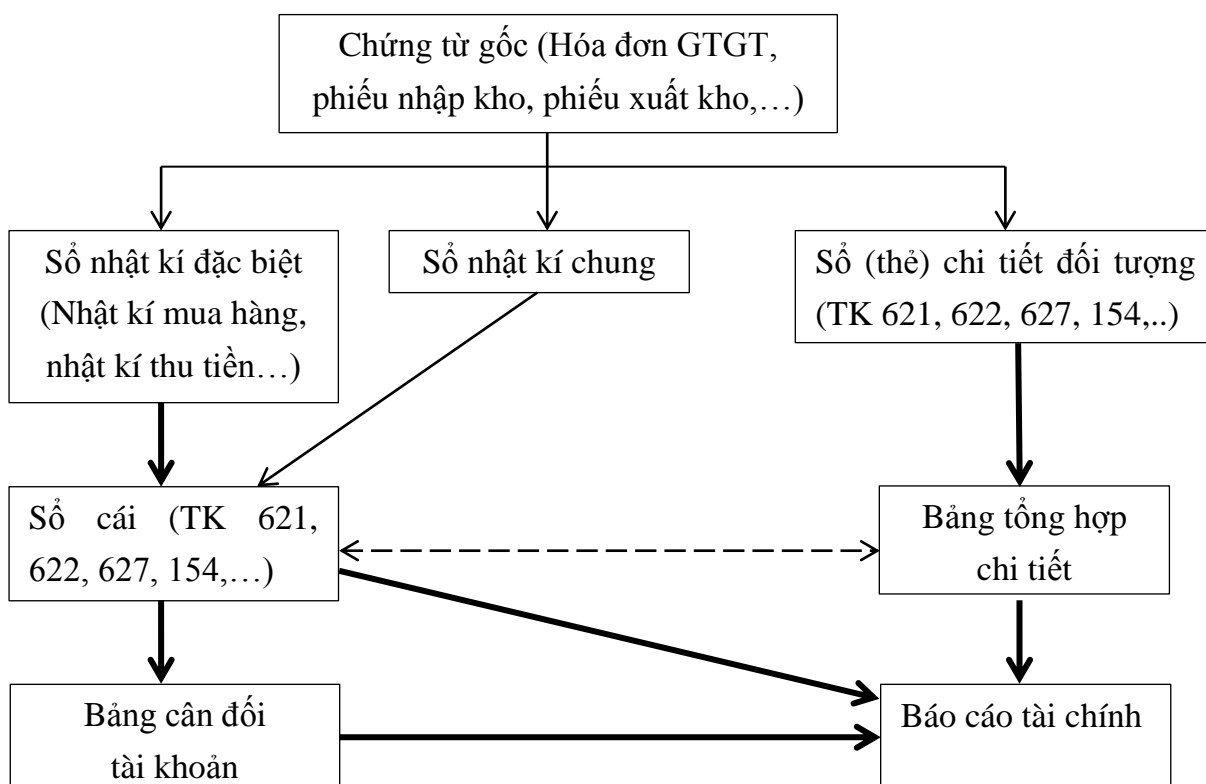 Chứng từ gốc (Hóa đơn GTGT,
phiếu nhập kho, phiếu xuất kho,…)
Sổ nhật kí đặc biệt
(Nhật kí mua hàng,
nhật kí thu tiền…)
Sổ nhật kí chung
Sổ (thẻ) chi tiết đối tượng
(TK 621, 622, 627, 154,..)
Sổ cái (TK 621,
622, 627, 154,…)
Bảng tổng hợp
chi tiết
Bảng cân đối
tài khoản
Báo cáo tài chính